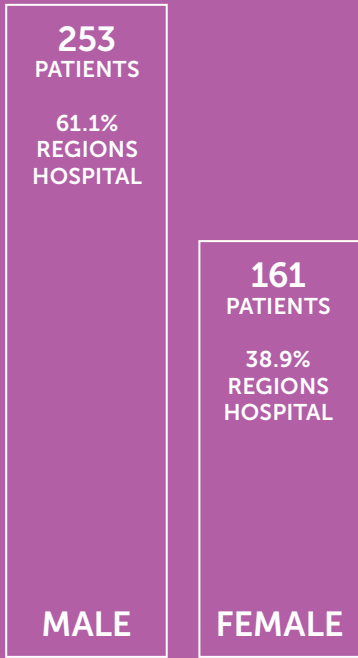 253
PATIENTS
61.1%
REGIONS
HOSPITAL
MALE
161
PATIENTS
38.9%
REGIONS
HOSPITAL
FEMALE